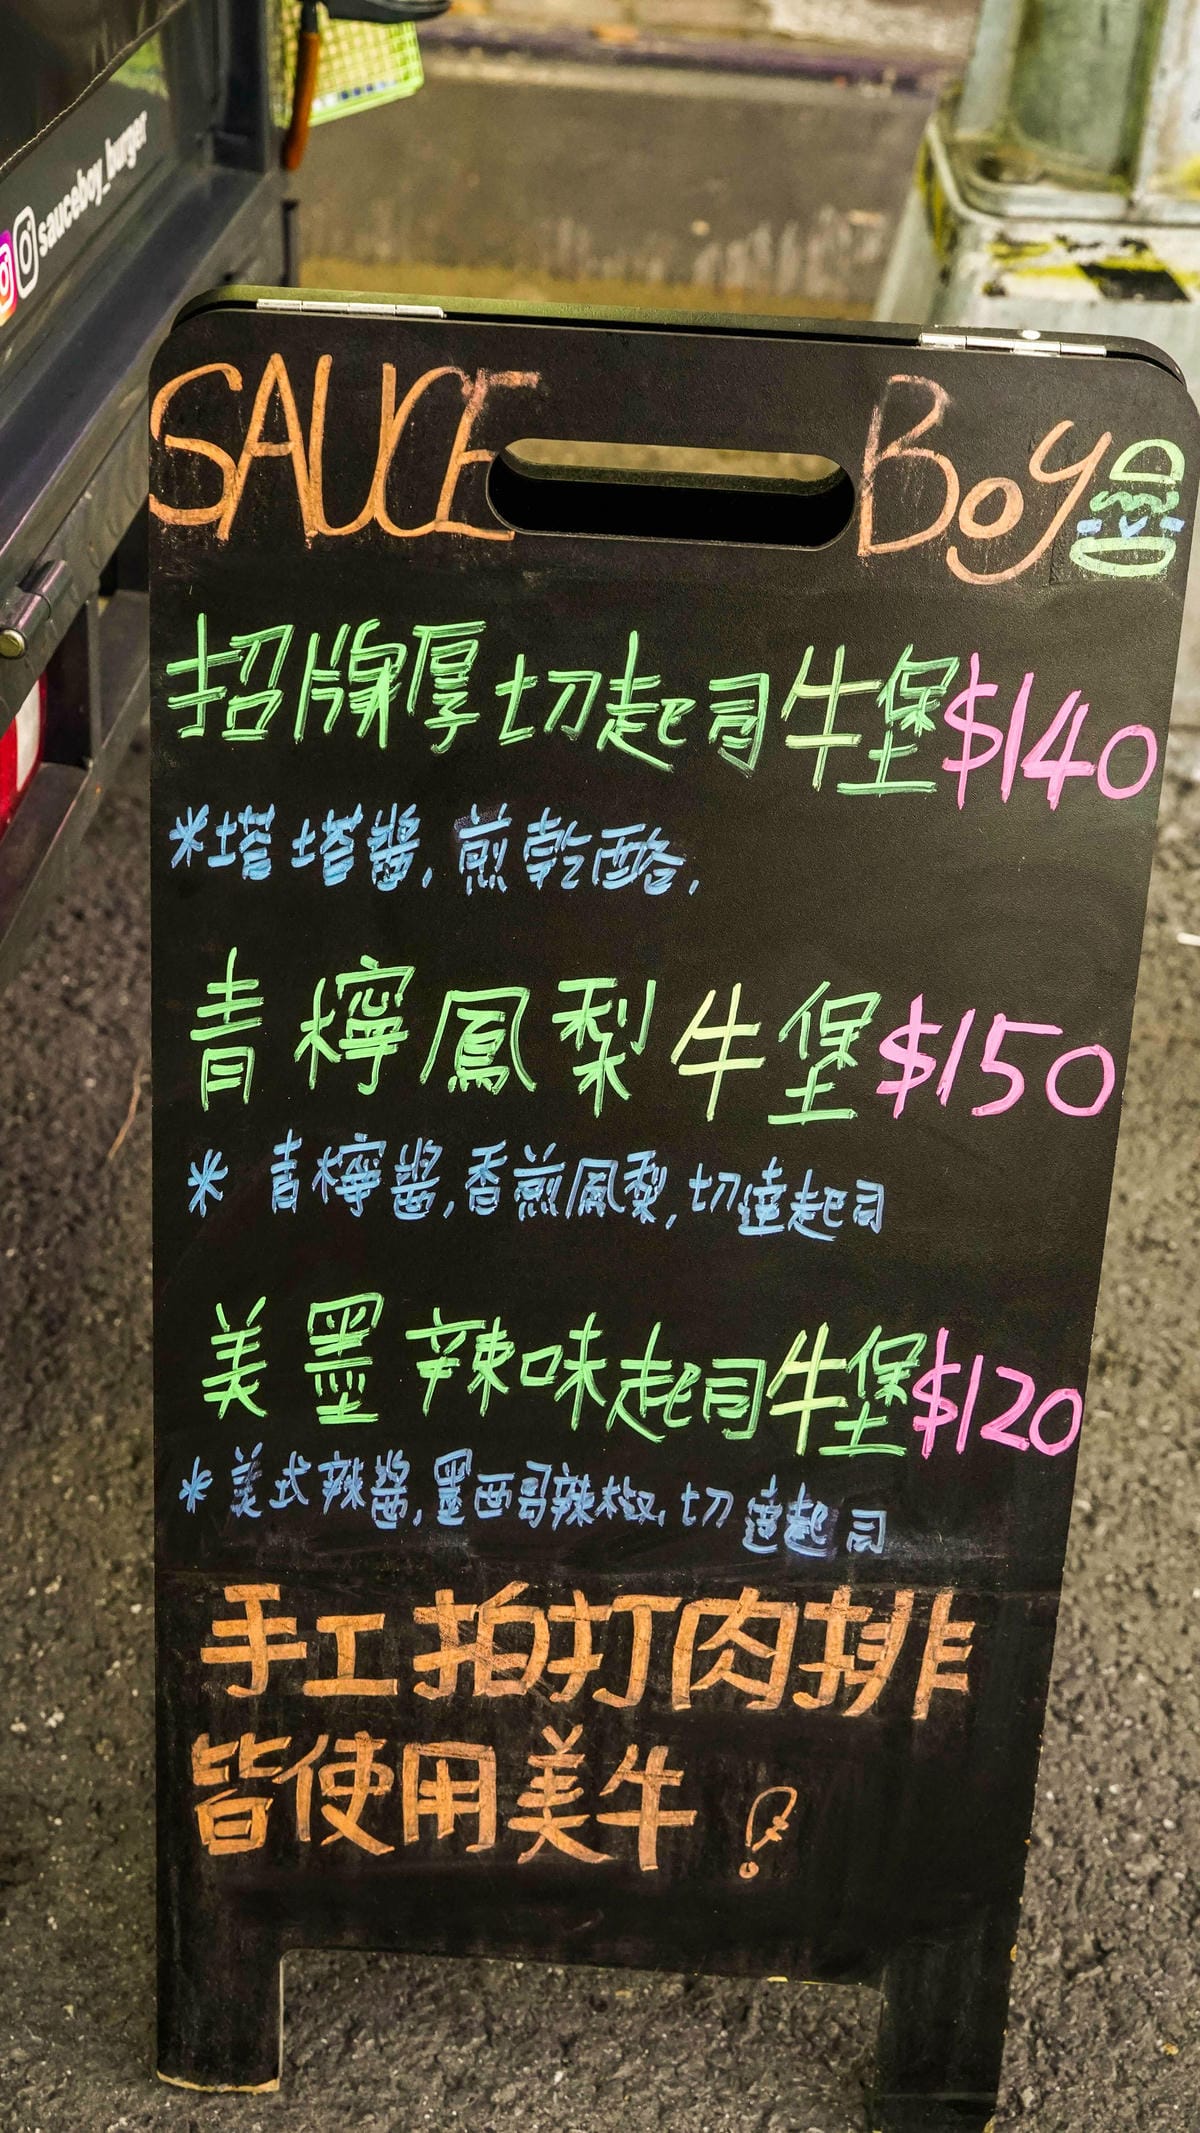 sauceboy_burger
SAUCE BOY
招牌厚切起司牛堡$140
*塔塔醬,煎乾酪,
青檸鳳梨牛堡$150
* 青檸醬,香煎鳳梨,切達起司
美墨辣味起司牛堡$120
*美式辣醬,墨西哥辣椒,切達起司
手工拍打肉排
皆使用美牛!